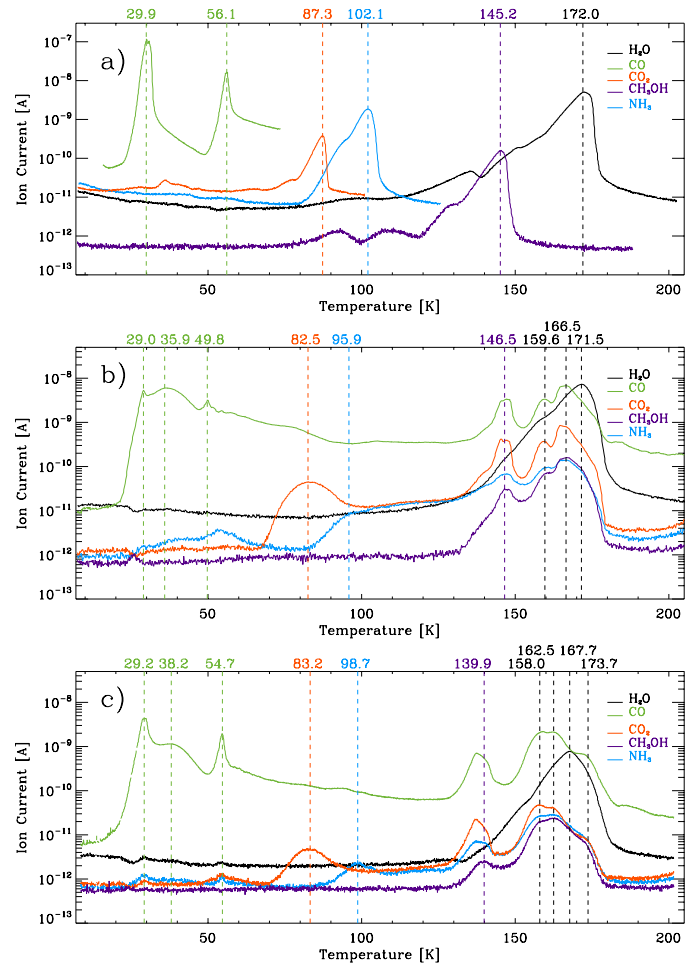 29.9 56.1 87.3 102.1 145.2 172.0
a)
H₂O
CO
CO₂
CH₃OH
NH₃
10⁻⁷
10⁻⁸
10⁻⁹
10⁻¹⁰
10⁻¹¹
10⁻¹²
10⁻¹³
Ion Current [A]
50 100 150 200
Temperature [K]
166.5
29.0 35.9 49.8 82.5 95.9 146.5 159.6 171.5
b)
H₂O
CO
CO₂
CH₃OH
NH₃
10⁻⁸
10⁻⁹
10⁻¹⁰
10⁻¹¹
10⁻¹²
10⁻¹³
Ion Current [A]
50 100 150 200
Temperature [K]
162.5 167.7
29.2 38.2 54.7 83.2 98.7 139.9 158.0 173.7
c)
H₂O
CO
CO₂
CH₃OH
NH₃
10⁻⁸
10⁻⁹
10⁻¹⁰
10⁻¹¹
10⁻¹²
10⁻¹³
Ion Current [A]
50 100 150 200
Temperature [K]